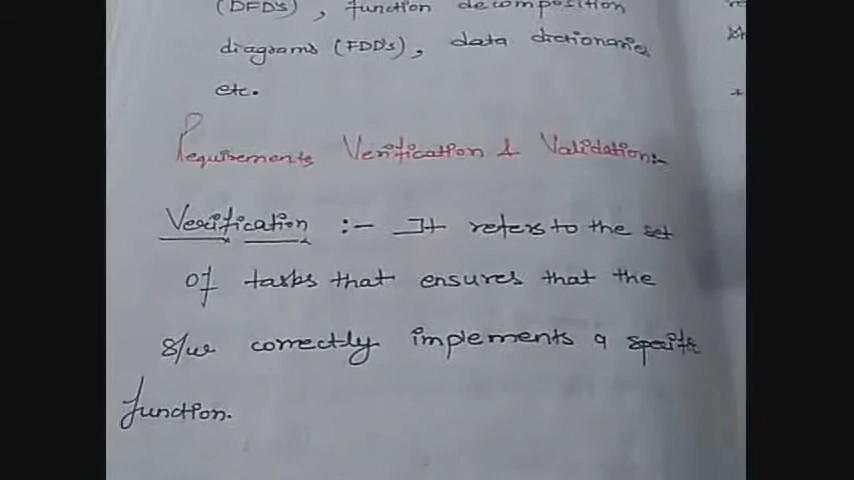 (DFD's), function decomposition
diagrams (FDD's), data dictionaries
etc.
Requirements Verification & Validation:-
Verification :- It refers to the set
of tasks that ensures that the
S/w correctly implements a specific
function.